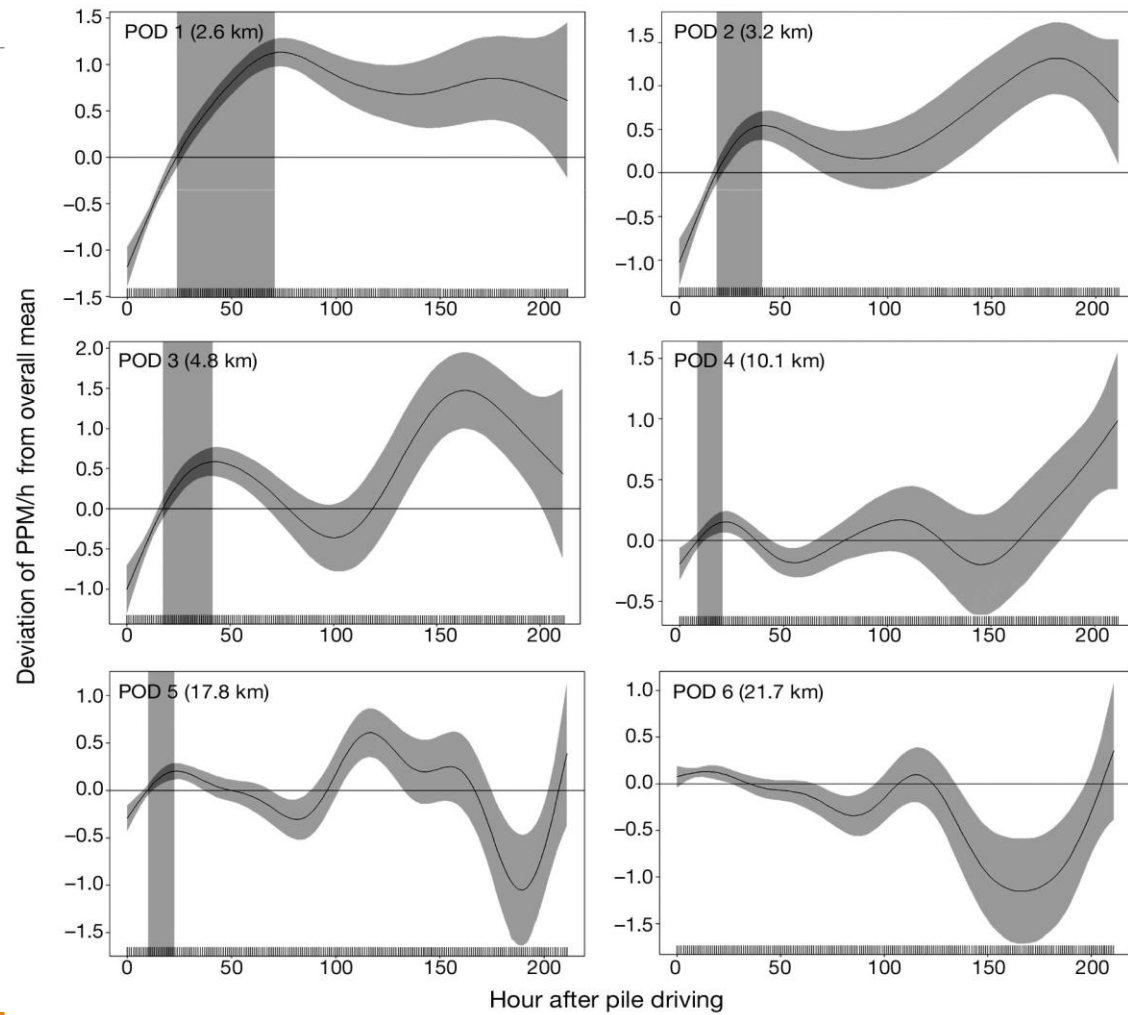 Deviation of PPM/h from overall mean
POD 1 (2.6 km)
1.5
1.0
0.5
0.0
−0.5
−1.0
−1.5
0 50 100 150 200
POD 2 (3.2 km)
1.5
1.0
0.5
0.0
−0.5
−1.0
0 50 100 150 200
POD 3 (4.8 km)
2.0
1.5
1.0
0.5
0.0
−0.5
−1.0
0 50 100 150 200
POD 4 (10.1 km)
1.5
1.0
0.5
0.0
−0.5
0 50 100 150 200
POD 5 (17.8 km)
1.0
0.5
0.0
−0.5
−1.0
−1.5
0 50 100 150 200
POD 6 (21.7 km)
1.0
0.5
0.0
−0.5
−1.0
−1.5
0 50 100 150 200
Hour after pile driving